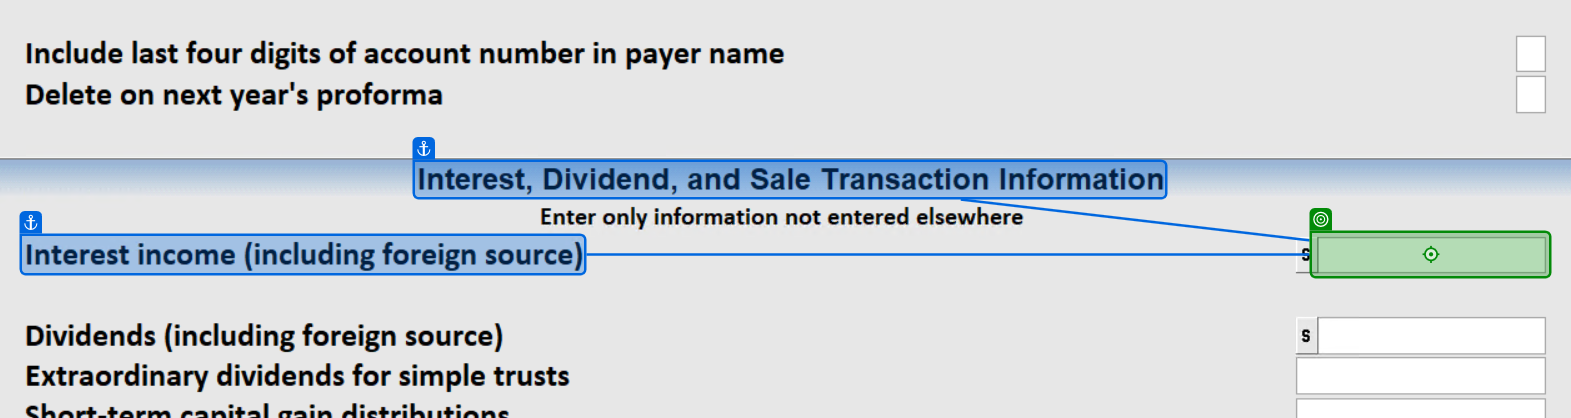 Include last four digits of account number in payer name
Delete on next year's proforma
Interest, Dividend, and Sale Transaction Information
Enter only information not entered elsewhere
Interest income (including foreign source) S
Dividends (including foreign source) S
Extraordinary dividends for simple trusts
Short-term capital gain distributions